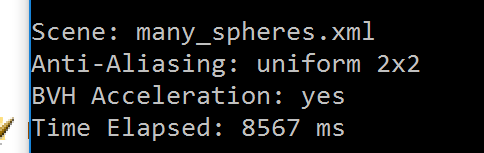 Scene: many_spheres.xml
Anti-Aliasing: uniform 2x2
BVH Acceleration: yes
Time Elapsed: 8567 ms